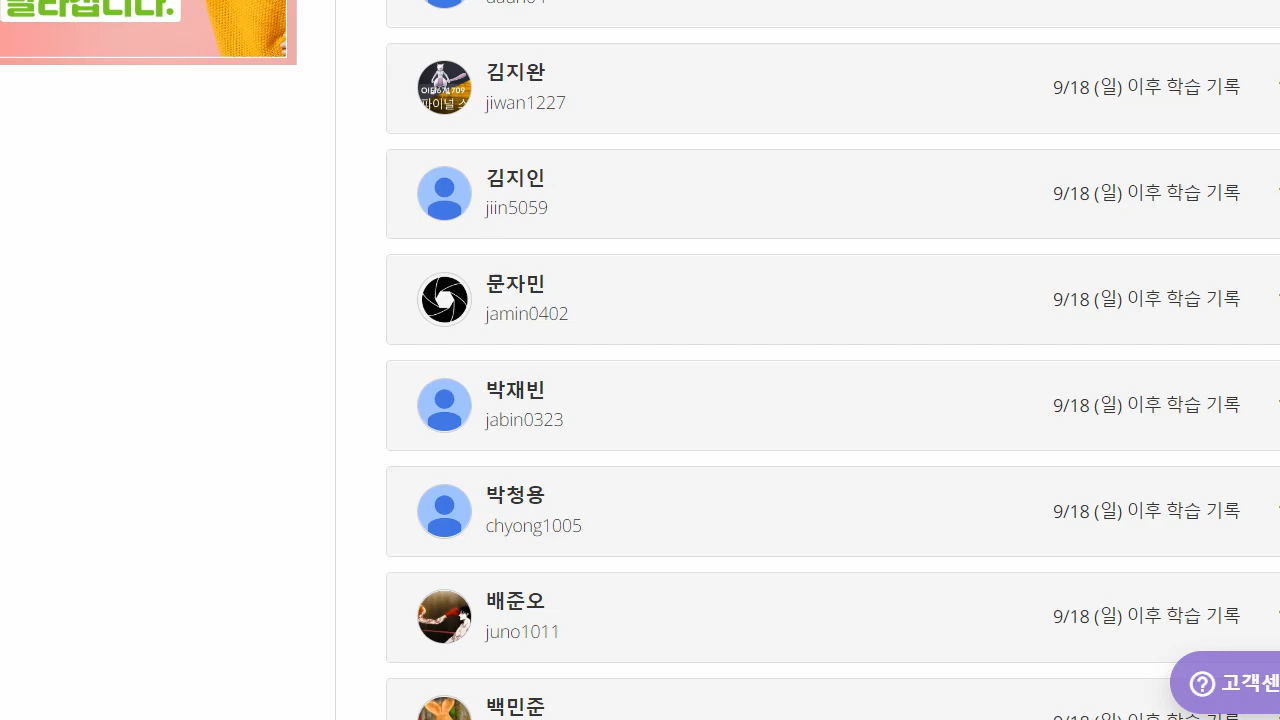 김지완
jiwan1227
9/18 (일) 이후 학습 기록
김지인
jiin5059
9/18 (일) 이후 학습 기록
문자민
jamin0402
9/18 (일) 이후 학습 기록
박재빈
jabin0323
9/18 (일) 이후 학습 기록
박청용
chyong1005
9/18 (일) 이후 학습 기록
배준오
juno1011
9/18 (일) 이후 학습 기록
고객센
백민준